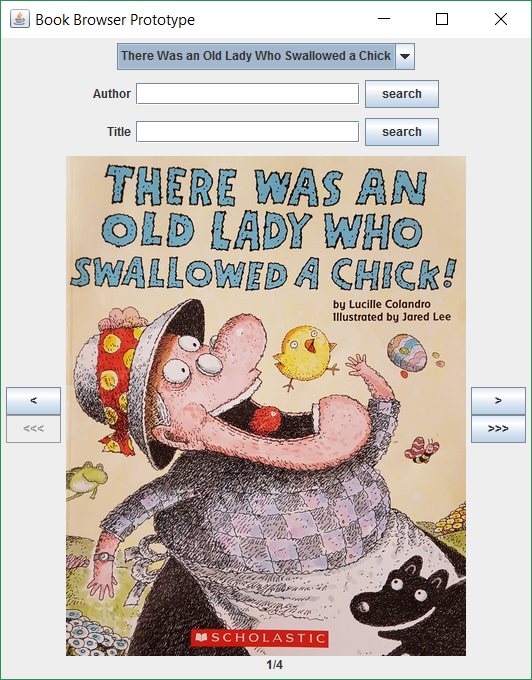 Book Browser Prototype
There Was an Old Lady Who Swallowed a Chick
Author search
Title search
THERE WAS AN
OLD LADY WHO
SWALLOWED A CHICK!
by Lucille Colandro
Illustrated by Jared Lee
< >
<<< >>>
SCHOLASTIC
1/4